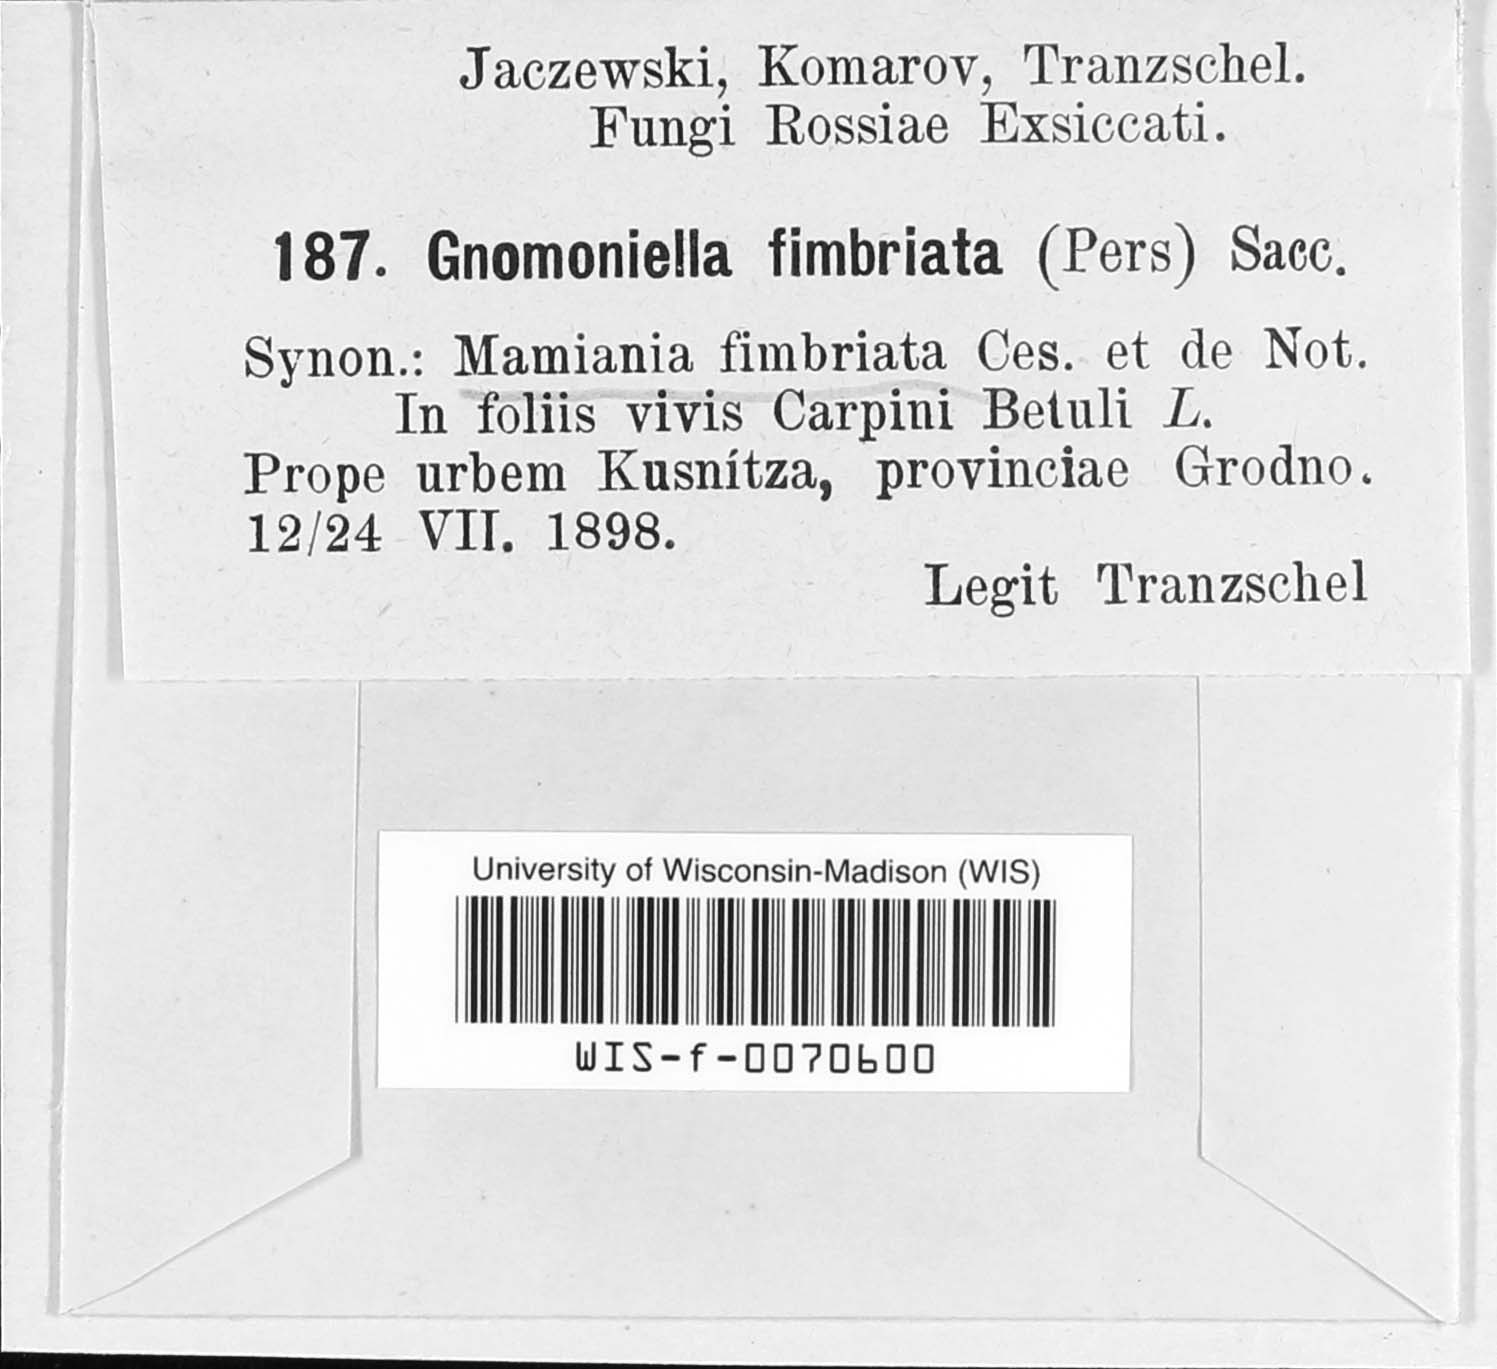 Jaczewski, Komarov, Tranzschel.
Fungi Rossiae Exsiccati.
187. Gnomoniella fimbriata (Pers) Sacc.
Synon.: Mamiania fimbriata Ces. et de Not.
In foliis vivis Carpini Betuli L.
Prope urbem Kusnítza, provinciae Grodno.
12/24 VII. 1898.
Legit Tranzschel
University of Wisconsin-Madison (WIS)
WIS-f-0070600